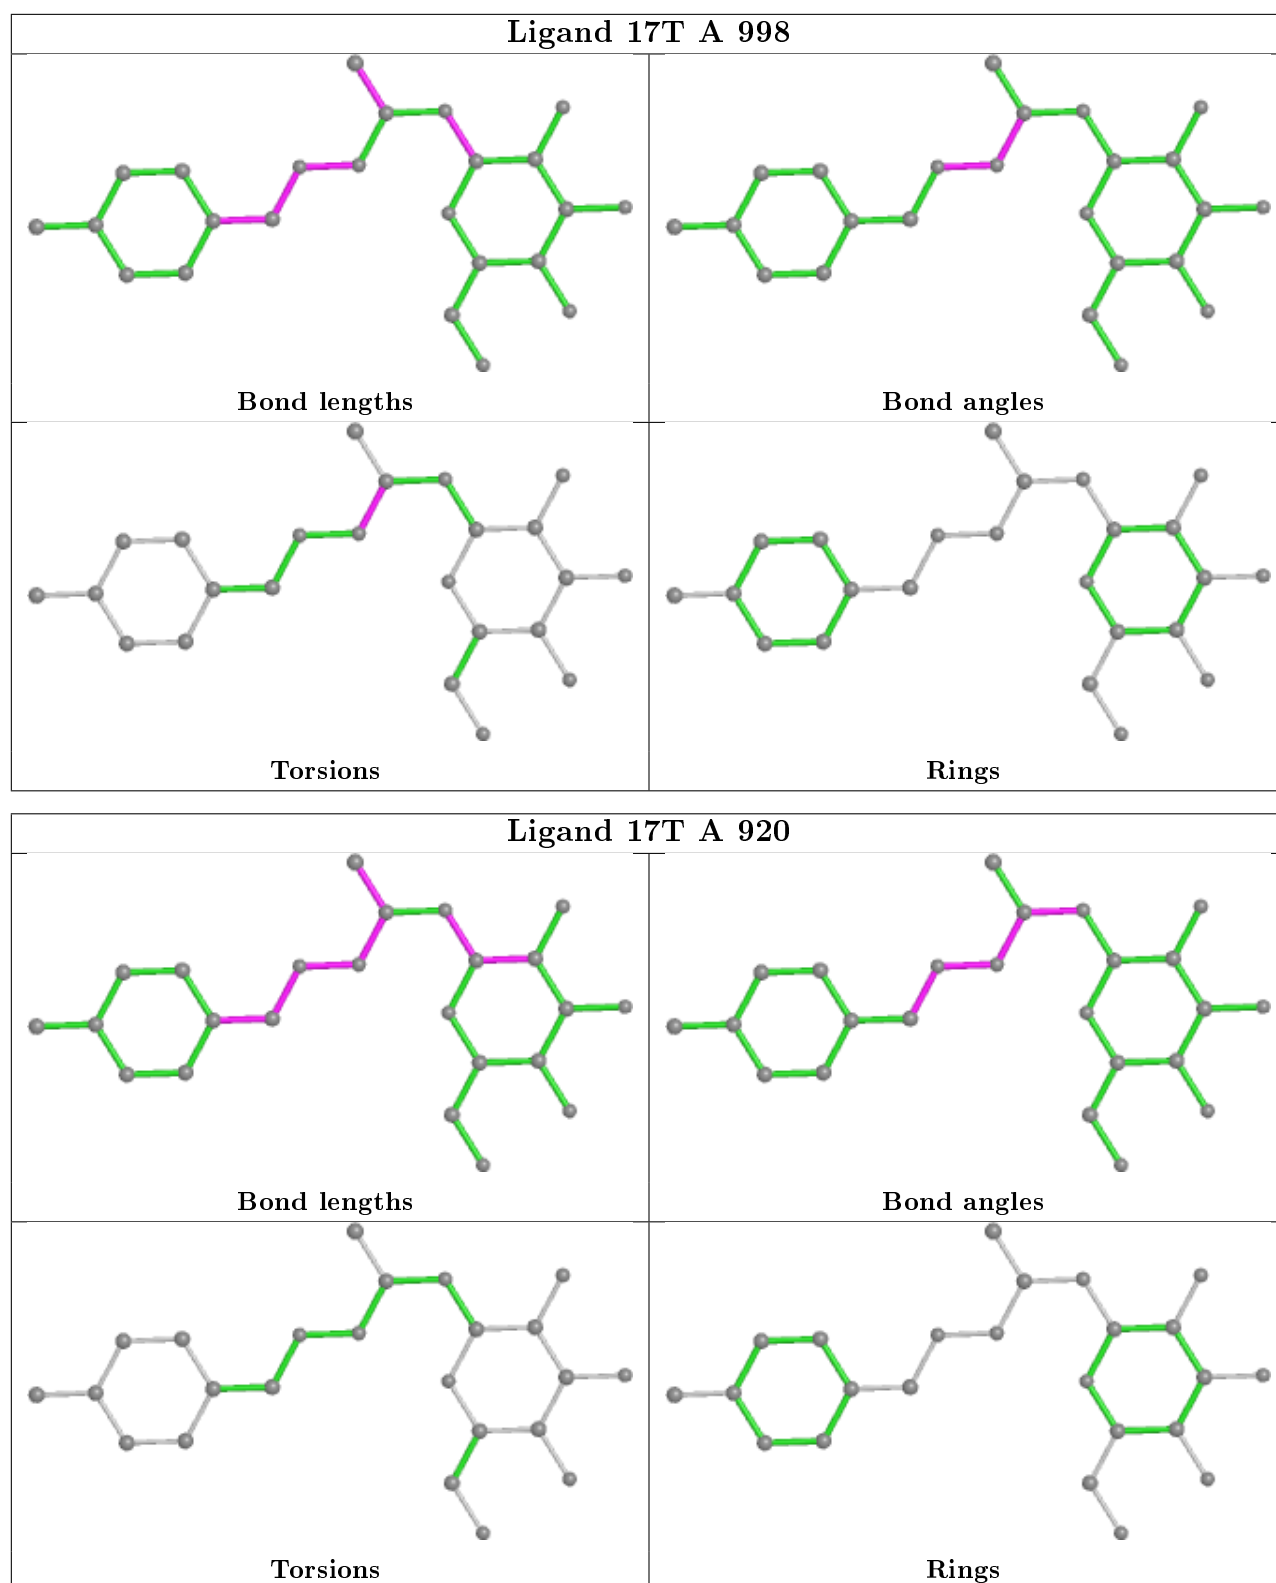 Ligand 17T A 998
Bond lengths
Bond angles
Torsions
Rings
Ligand 17T A 920
Bond lengths
Bond angles
Torsions
Rings